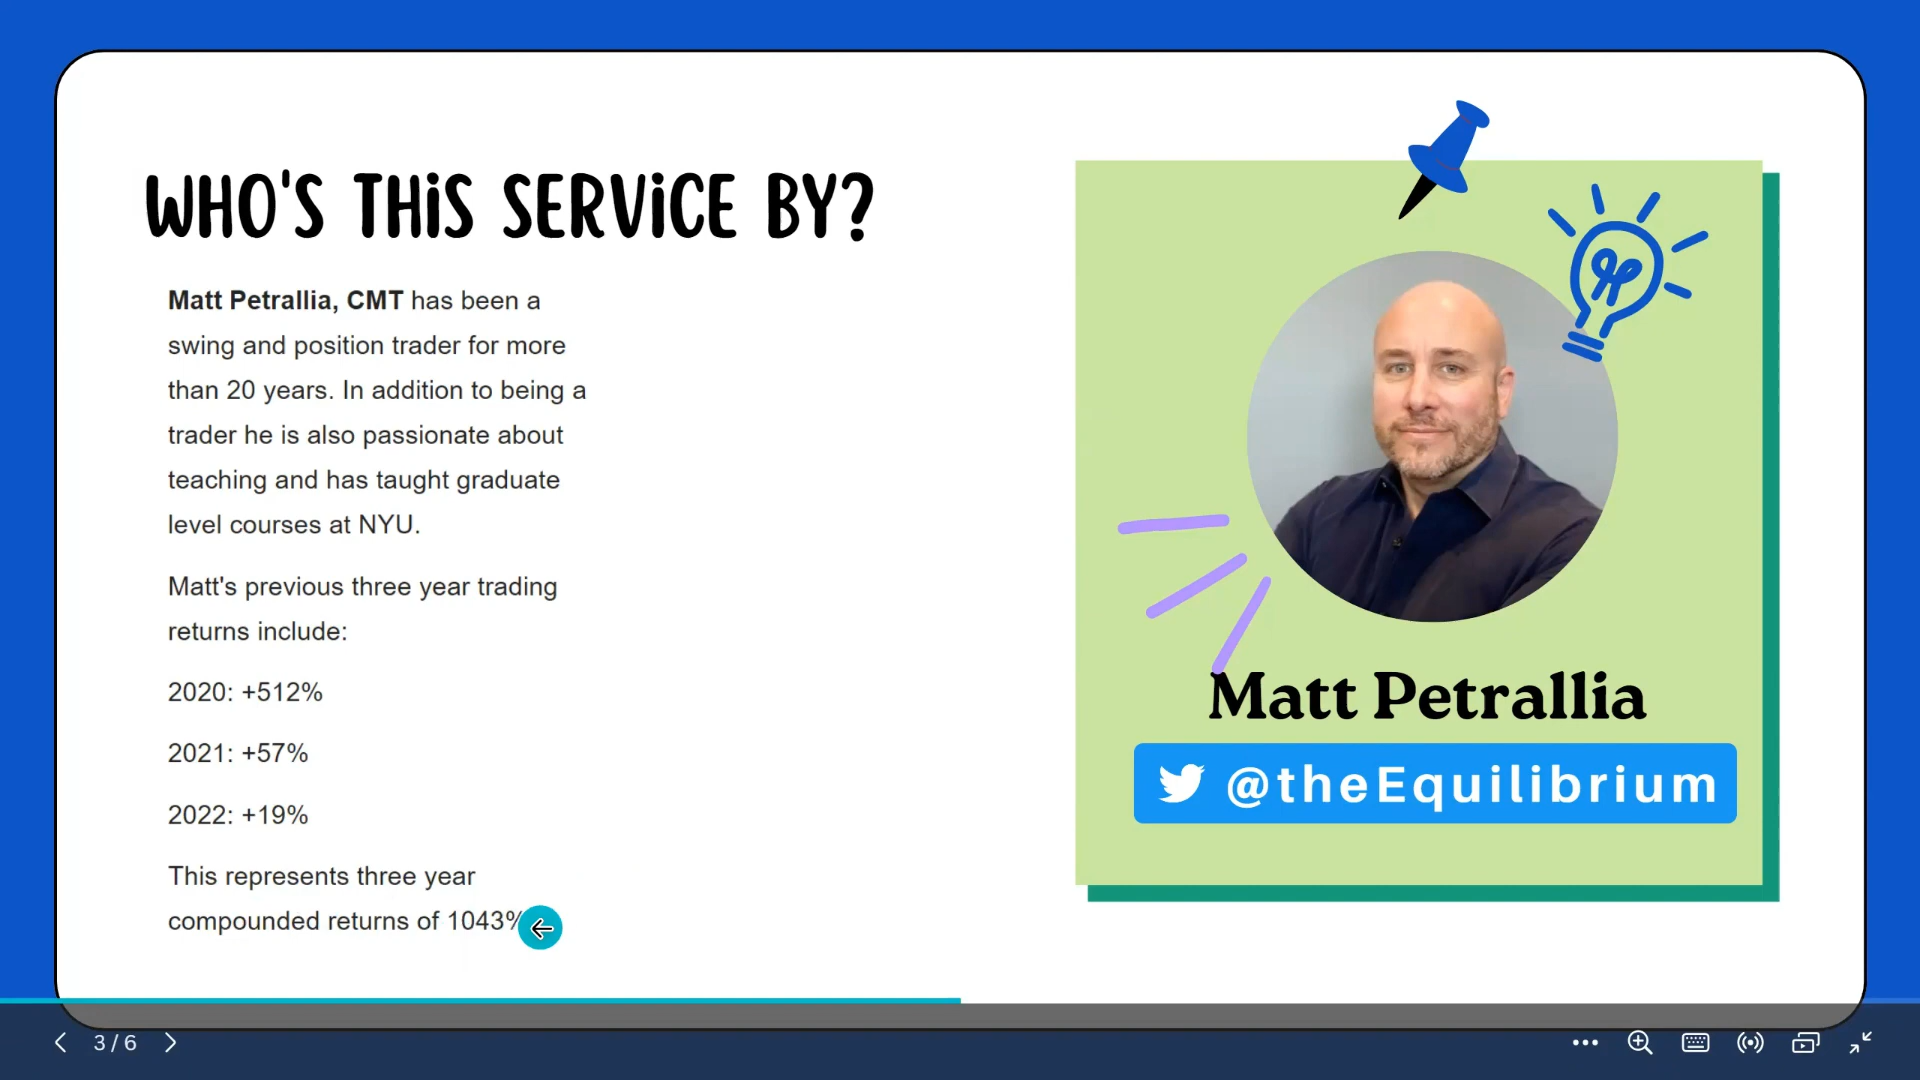 WHO'S THIS SERVICE BY?
Matt Petrallia, CMT has been a
swing and position trader for more
than 20 years. In addition to being a
trader he is also passionate about
teaching and has taught graduate
level courses at NYU.
Matt's previous three year trading
returns include:
2020: +512%
2021: +57%
2022: +19%
This represents three year
compounded returns of 1043%
Matt Petrallia
@theEquilibrium
3 / 6